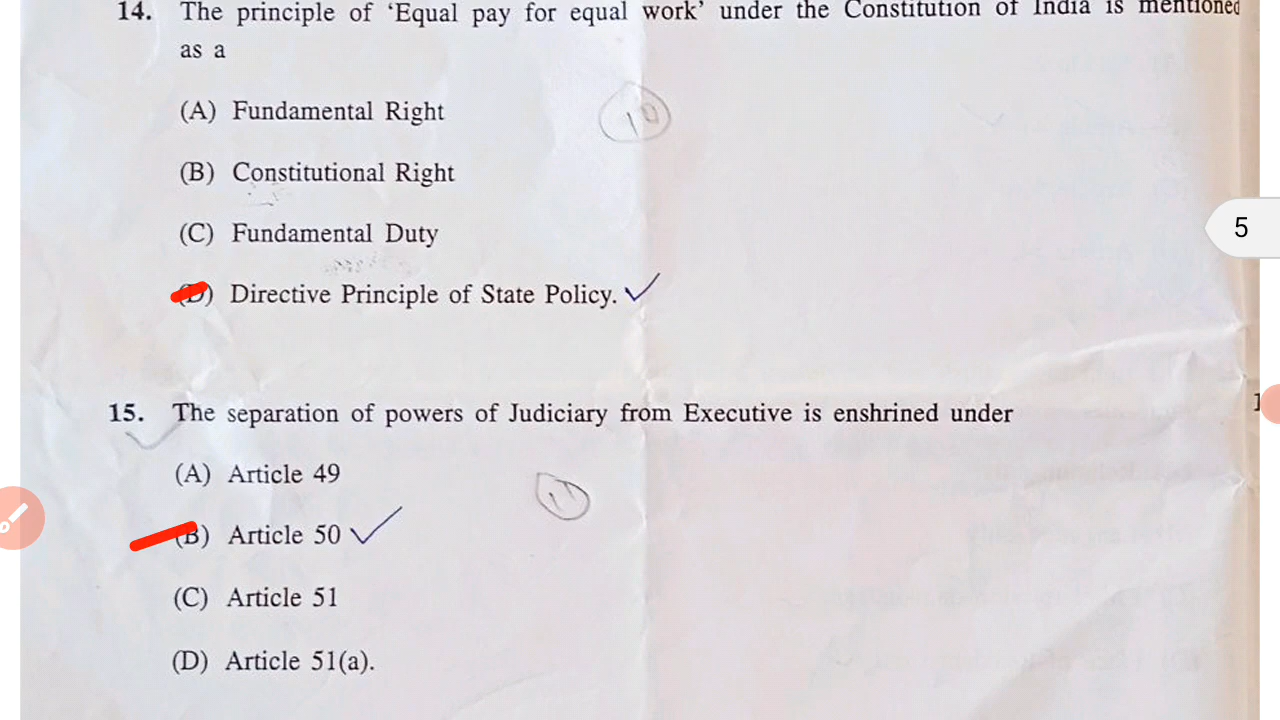 14. The principle of ‘Equal pay for equal work’ under the Constitution of India is mentioned
as a
(A) Fundamental Right
10
(B) Constitutional Right
(C) Fundamental Duty
5
(D) Directive Principle of State Policy.
15. The separation of powers of Judiciary from Executive is enshrined under
(A) Article 49
11
(B) Article 50
(C) Article 51
(D) Article 51(a).